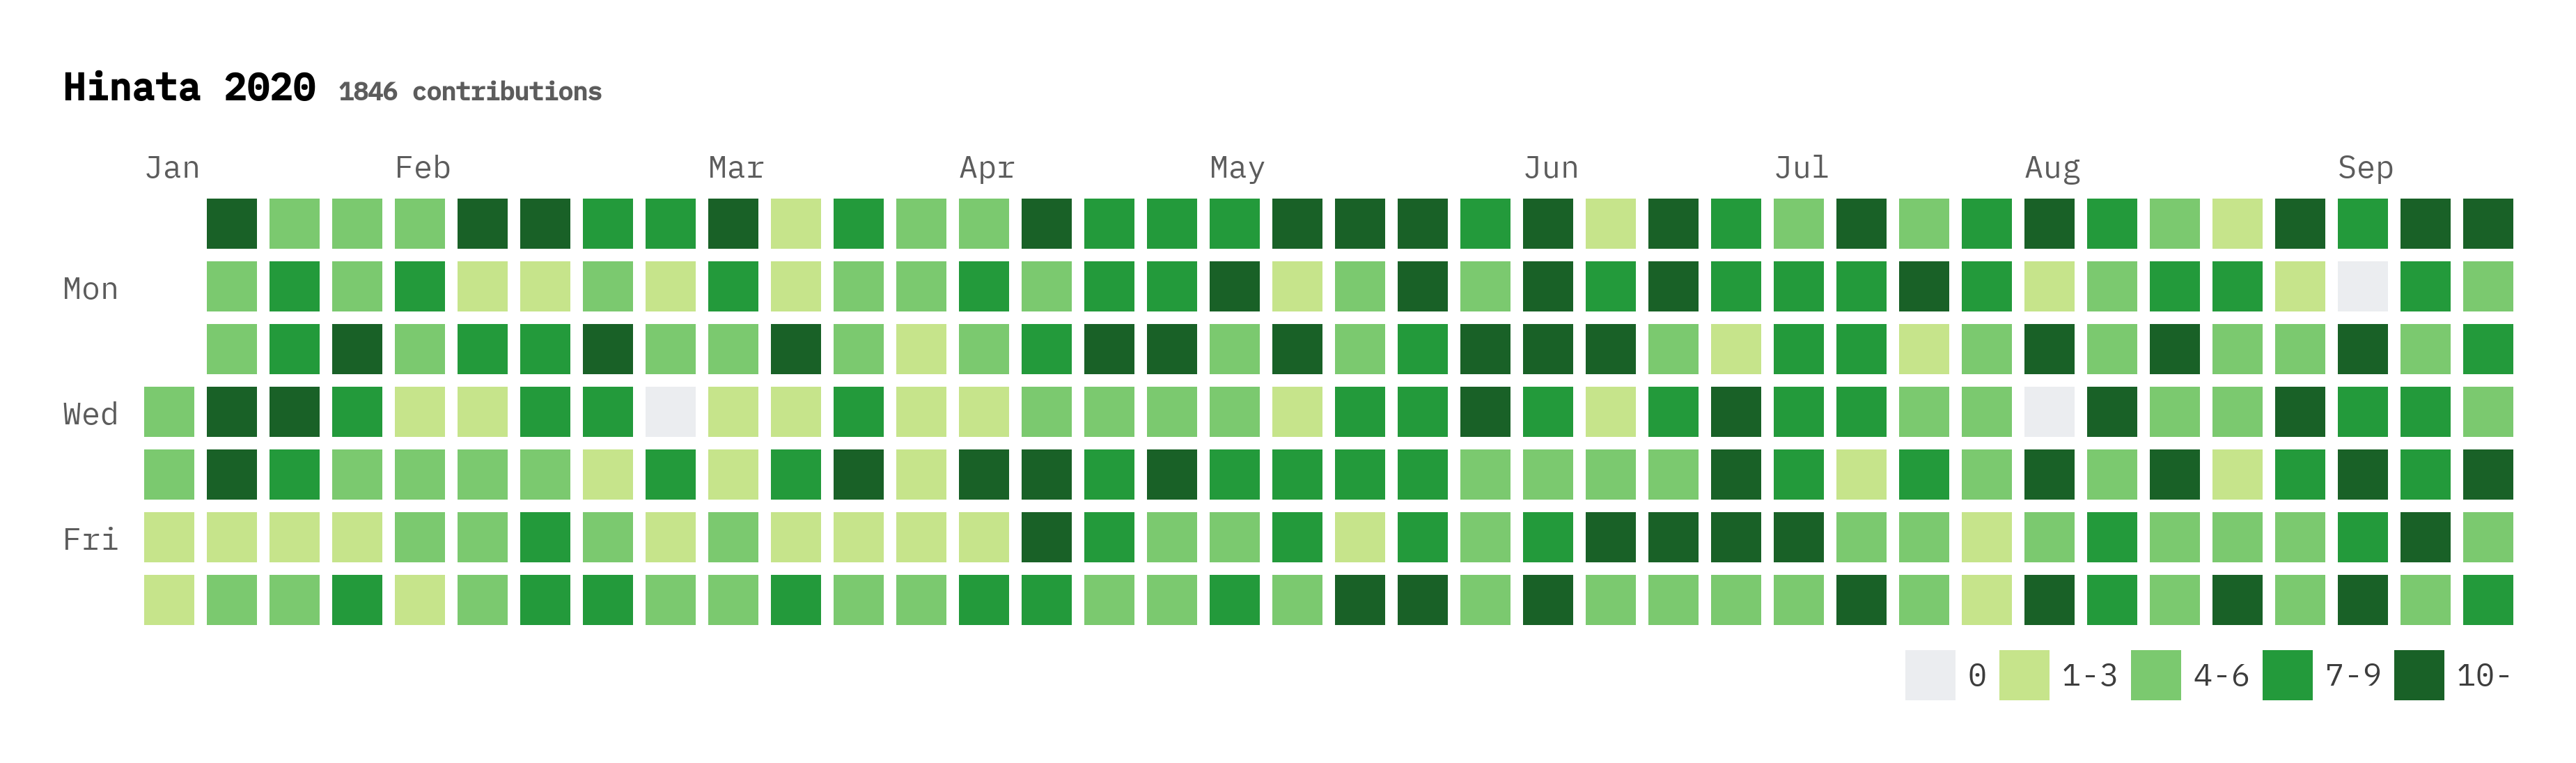 Hinata 2020 1846 contributions
Jan Feb Mar Apr May Jun Jul Aug Sep
Mon
Wed
Fri
0 1-3 4-6 7-9 10-